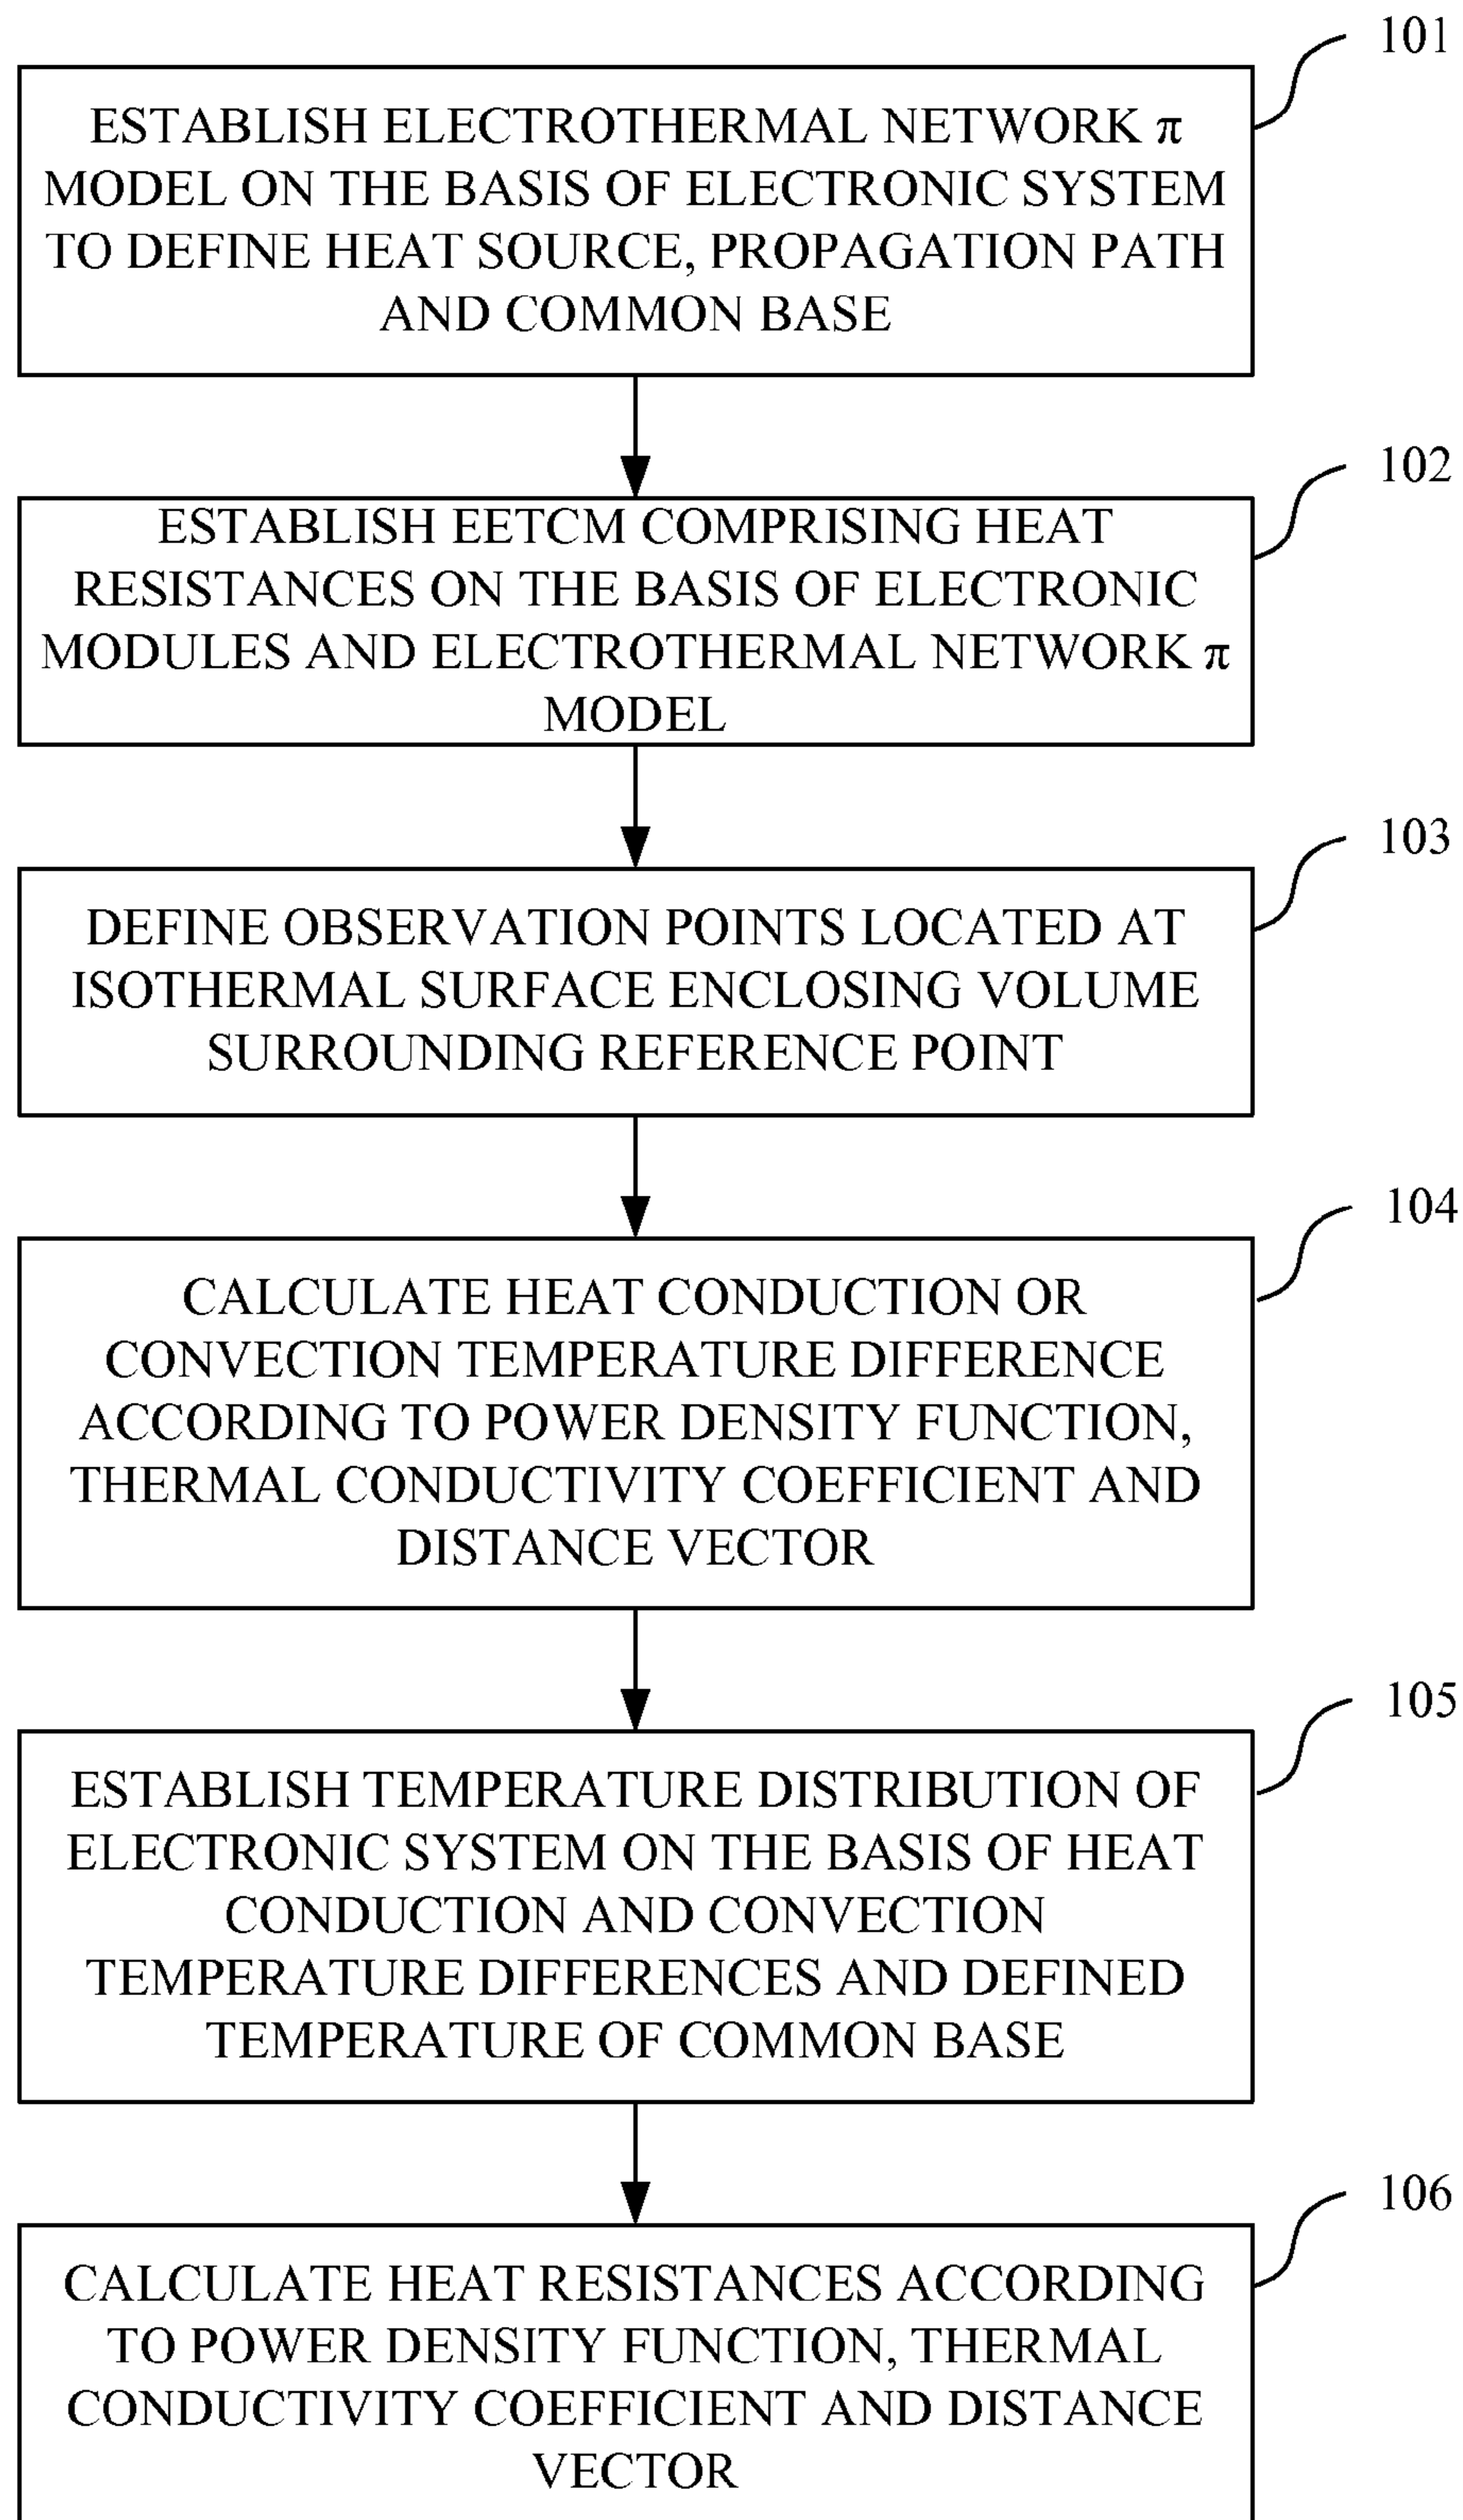 101
ESTABLISH ELECTROTHERMAL NETWORK π
MODEL ON THE BASIS OF ELECTRONIC SYSTEM
TO DEFINE HEAT SOURCE, PROPAGATION PATH
AND COMMON BASE
102
ESTABLISH EETCM COMPRISING HEAT
RESISTANCES ON THE BASIS OF ELECTRONIC
MODULES AND ELECTROTHERMAL NETWORK π
MODEL
103
DEFINE OBSERVATION POINTS LOCATED AT
ISOTHERMAL SURFACE ENCLOSING VOLUME
SURROUNDING REFERENCE POINT
104
CALCULATE HEAT CONDUCTION OR
CONVECTION TEMPERATURE DIFFERENCE
ACCORDING TO POWER DENSITY FUNCTION,
THERMAL CONDUCTIVITY COEFFICIENT AND
DISTANCE VECTOR
105
ESTABLISH TEMPERATURE DISTRIBUTION OF
ELECTRONIC SYSTEM ON THE BASIS OF HEAT
CONDUCTION AND CONVECTION
TEMPERATURE DIFFERENCES AND DEFINED
TEMPERATURE OF COMMON BASE
106
CALCULATE HEAT RESISTANCES ACCORDING
TO POWER DENSITY FUNCTION, THERMAL
CONDUCTIVITY COEFFICIENT AND DISTANCE
VECTOR